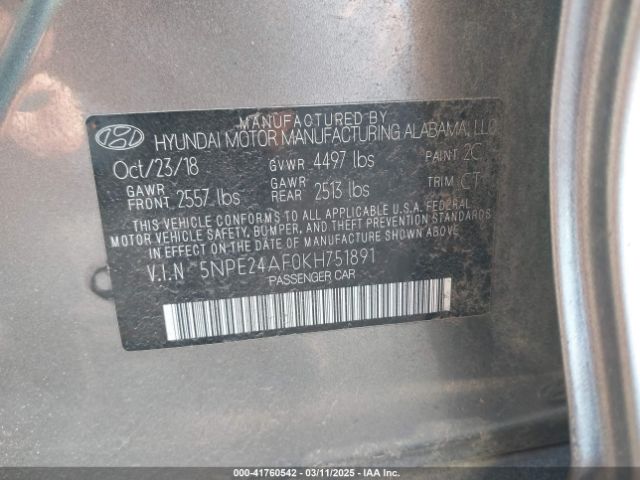 MANUFACTURED BY
HYUNDAI MOTOR MANUFACTURING ALABAMA, LLC
Oct/23/18 GVWR 4497 lbs PAINT 2C
GAWR FRONT 2557 lbs GAWR REAR 2513 lbs TRIM CT
THIS VEHICLE CONFORMS TO ALL APPLICABLE U.S.A. FEDERAL
MOTOR VEHICLE SAFETY, BUMPER, AND THEFT PREVENTION STANDARDS
IN EFFECT ON THE DATE OF MANUFACTURE SHOWN ABOVE.
V.I.N 5NPE24AF0KH751891
PASSENGER CAR
000-41760542 - 03/11/2025 - IAA Inc.